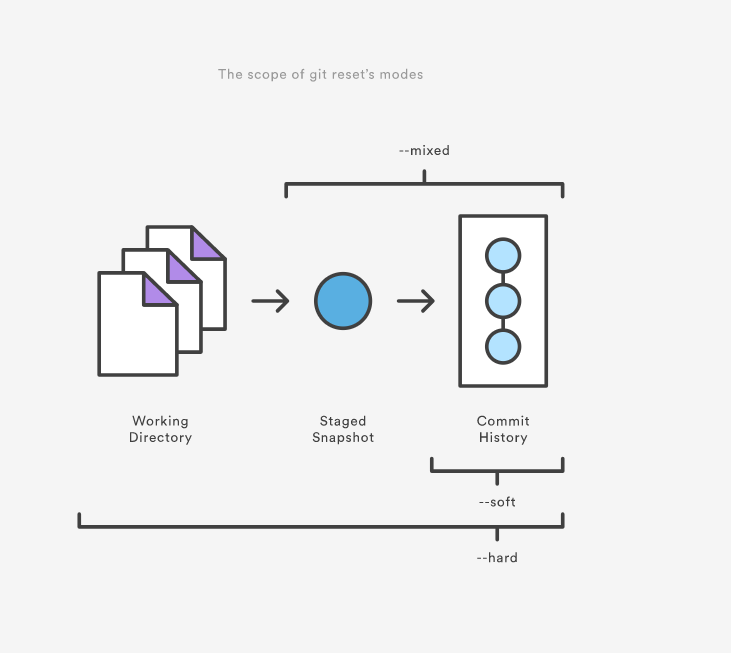 The scope of git reset's modes
--mixed
Working
Directory
Staged
Snapshot
Commit
History
--soft
--hard